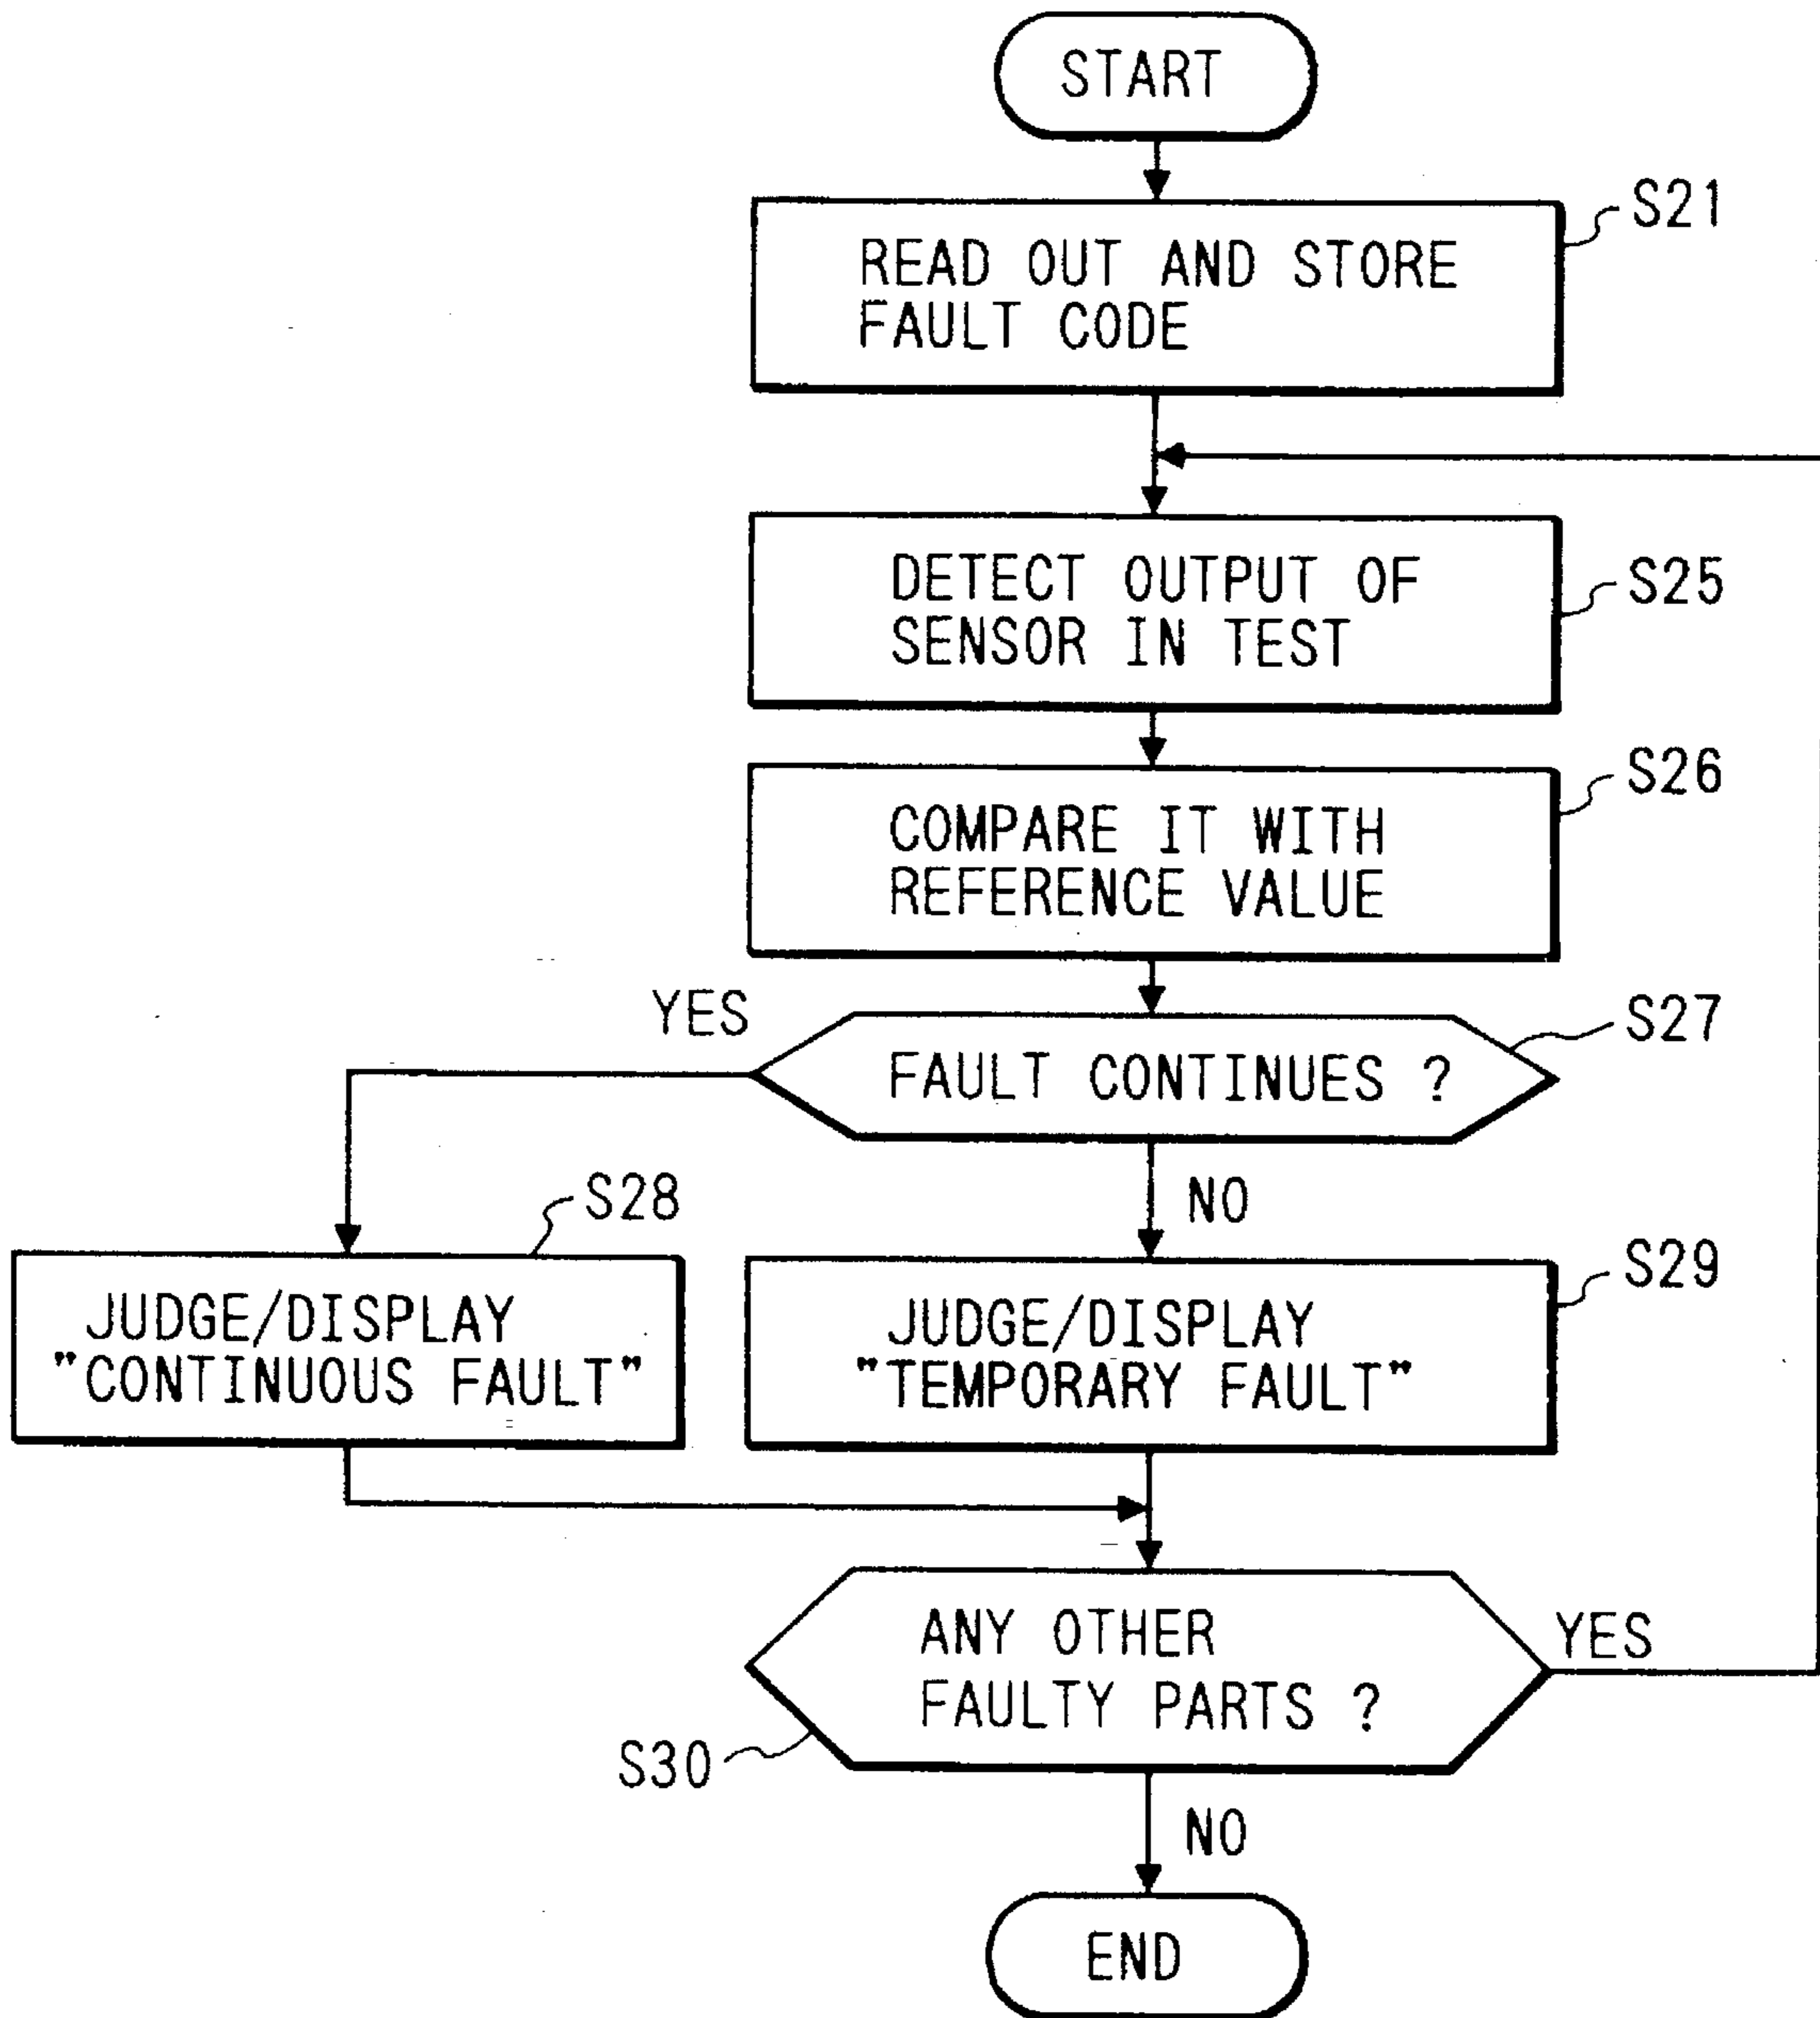 START
S21
READ OUT AND STORE
FAULT CODE
S25
DETECT OUTPUT OF
SENSOR IN TEST
S26
COMPARE IT WITH
REFERENCE VALUE
YES
S27
FAULT CONTINUES ?
NO
S28
JUDGE/DISPLAY
"CONTINUOUS FAULT"
S29
JUDGE/DISPLAY
"TEMPORARY FAULT"
ANY OTHER
FAULTY PARTS ?
YES
S30
NO
END